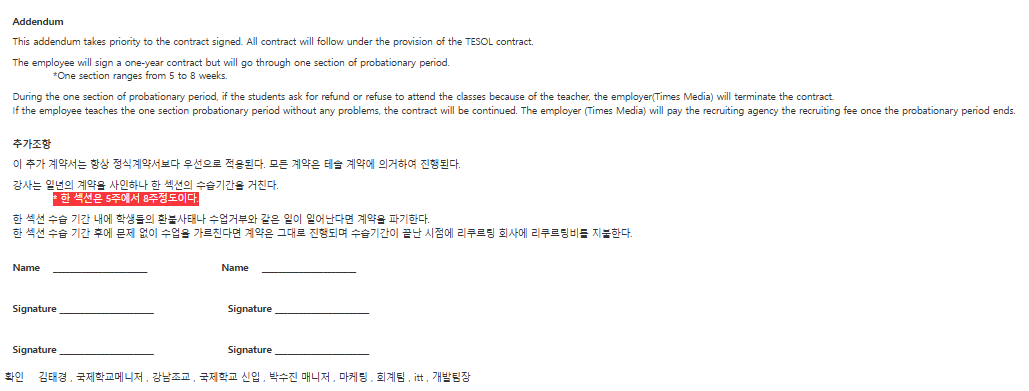 Addendum
This addendum takes priority to the contract signed. All contract will follow under the provision of the TESOL contract.
The employee will sign a one-year contract but will go through one section of probationary period.
*One section ranges from 5 to 8 weeks.
During the one section of probationary period, if the students ask for refund or refuse to attend the classes because of the teacher, the employer(Times Media) will terminate the contract.
If the employee teaches the one section probationary period without any problems, the contract will be continued. The employer (Times Media) will pay the recruiting agency the recruiting fee once the probationary period ends.
추가조항
이 추가 계약서는 항상 정식계약서보다 우선으로 적용된다. 모든 계약은 테솔 계약에 의거하여 진행된다.
강사는 일년의 계약을 사인하나 한 섹션의 수습기간을 거친다.
* 한 섹션은 5주에서 8주정도이다.
한 섹션 수습 기간 내에 학생들의 환불사태나 수업거부와 같은 일이 일어난다면 계약을 파기한다.
한 섹션 수습 기간 후에 문제 없이 수업을 가르친다면 계약은 그대로 진행되며 수습기간이 끝난 시점에 리쿠르팅 회사에 리쿠르팅비를 지불한다.
Name ____________________ Name ____________________
Signature ____________________ Signature ____________________
Signature ____________________ Signature ____________________
확인 김태경 , 국제학교메니저 , 강남조교 , 국제학교 신입 , 박수진 매니저 , 마케팅 , 회계팀 , itt , 개발팀장